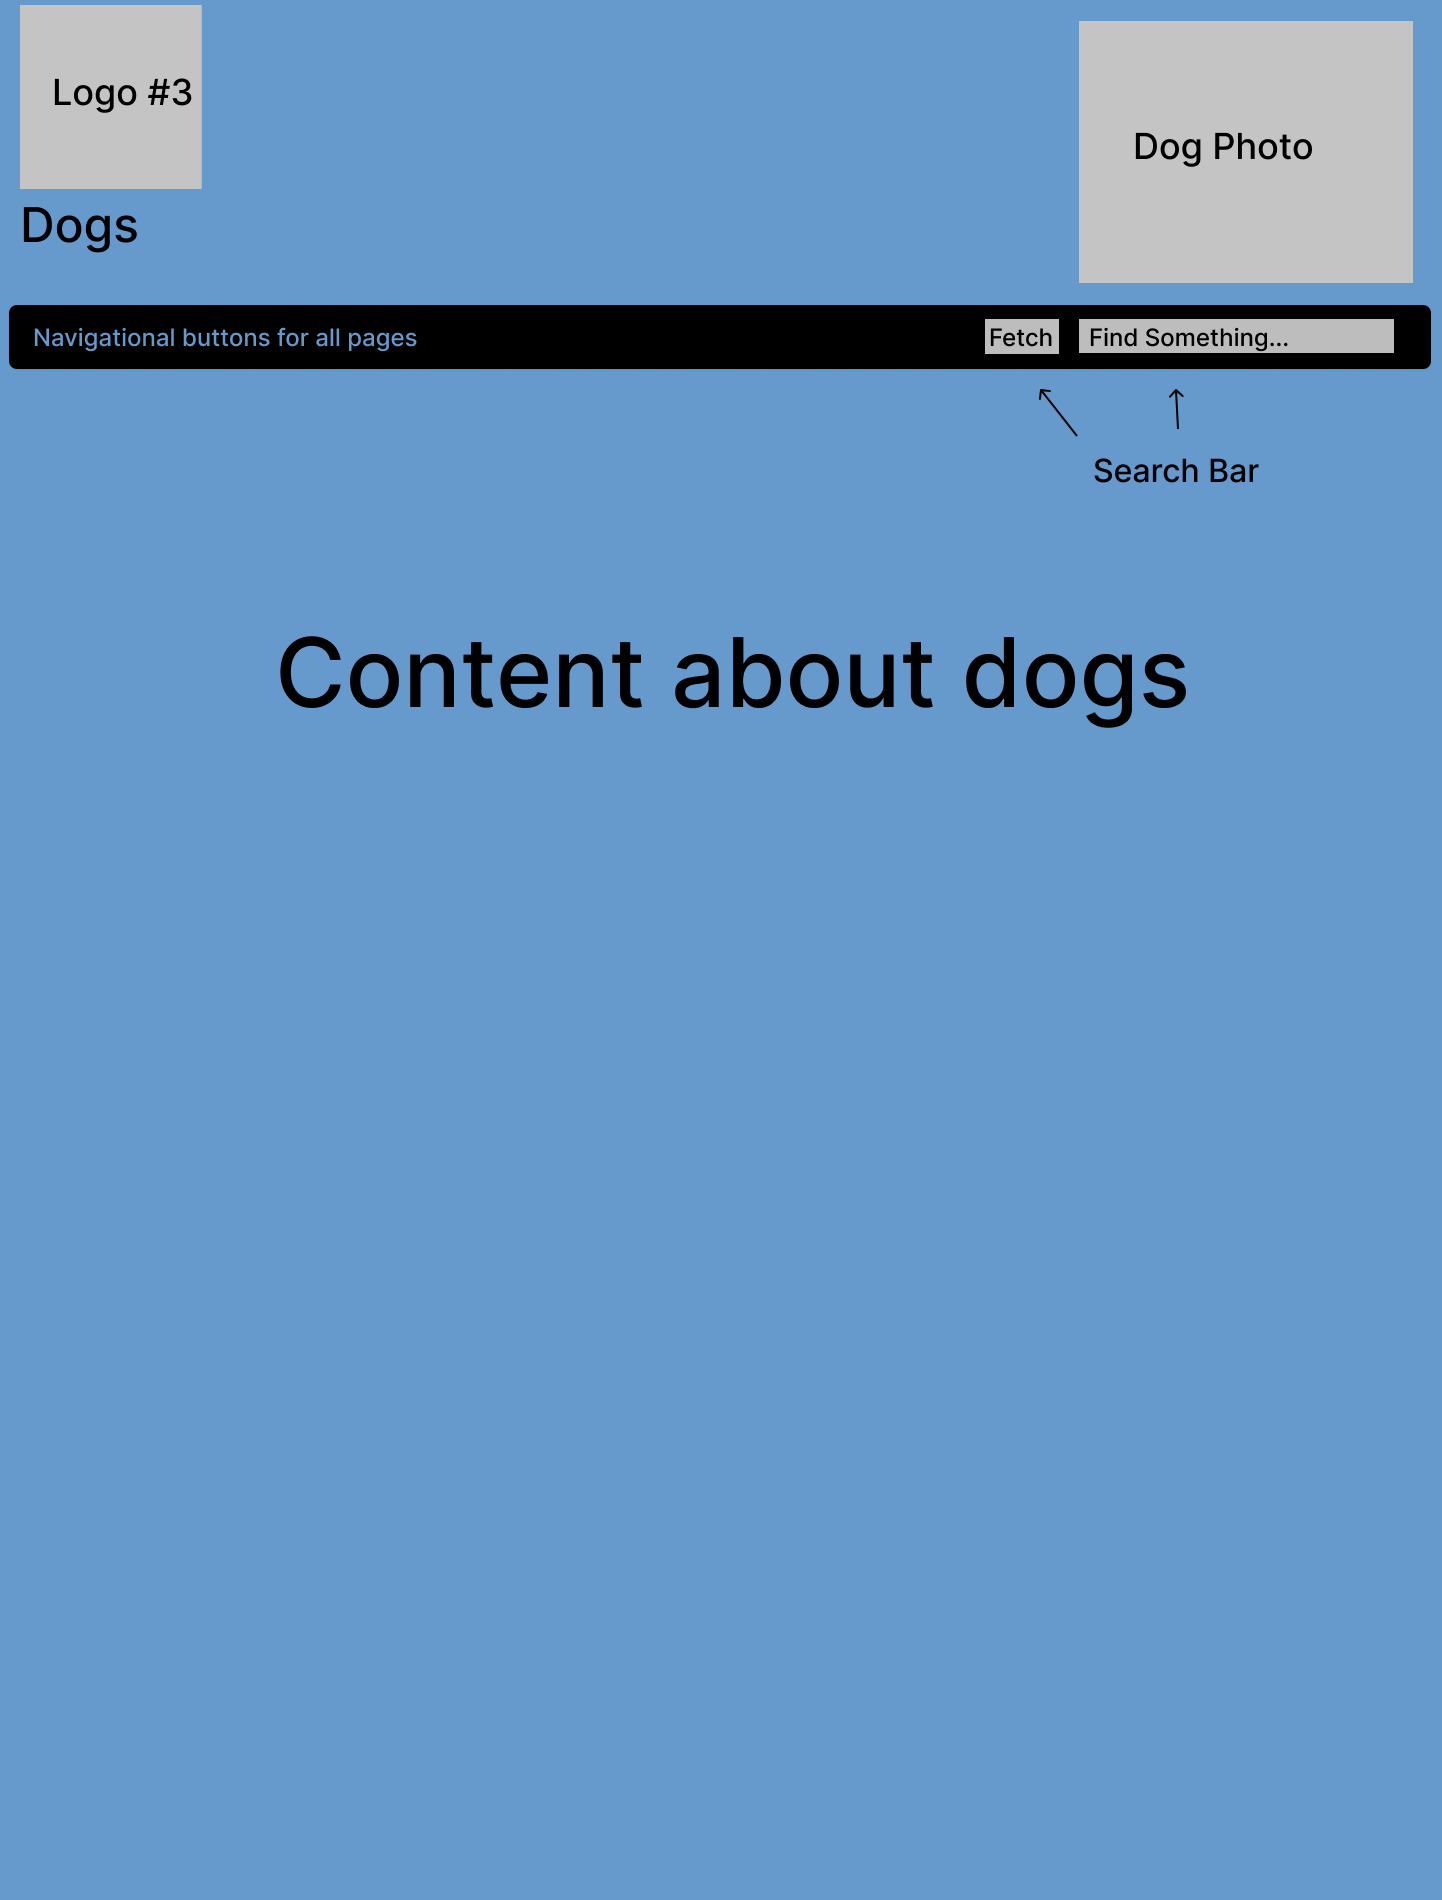 Logo #3
Dog Photo
Dogs
Navigational buttons for all pages
Fetch
Find Something...
Search Bar
Content about dogs